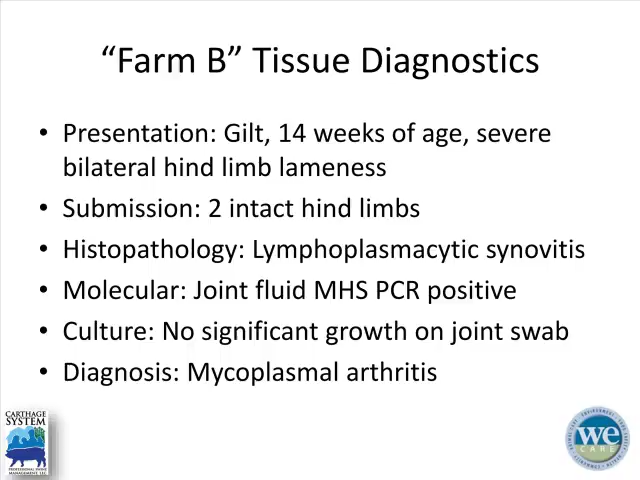 “Farm B” Tissue Diagnostics
• Presentation: Gilt, 14 weeks of age, severe
bilateral hind limb lameness
• Submission: 2 intact hind limbs
• Histopathology: Lymphoplasmacytic synovitis
• Molecular: Joint fluid MHS PCR positive
• Culture: No significant growth on joint swab
• Diagnosis: Mycoplasmal arthritis
CARTHAGE
SYSTEM
PROFESSIONAL SWINE
MANAGEMENT, LLC
we
CARE